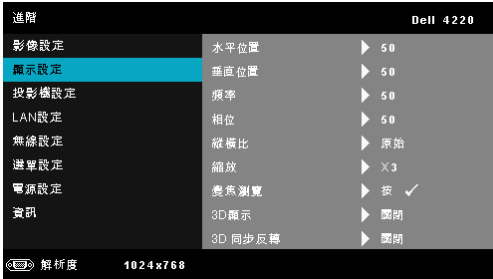 進階 Dell 4220
影像設定
顯示設定
投影機設定
LAN設定
無線設定
選單設定
電源設定
資訊
水平位置 50
垂直位置 50
頻率 50
相位 50
縱橫比 原始
縮放 X3
變焦瀏覽 按 ✓
3D顯示 關閉
3D 同步反轉 關閉
解析度 1024x768